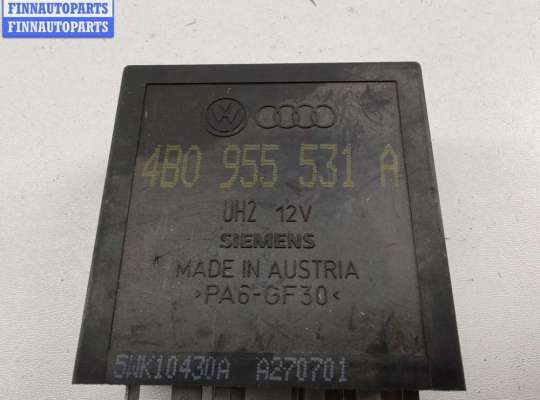 FINNAUTOPARTS
FINNAUTOPARTS
4B0 955 531 A
UH2 12V
SIEMENS
MADE IN AUSTRIA
>PA6-GF30<
5WK10430A A270701